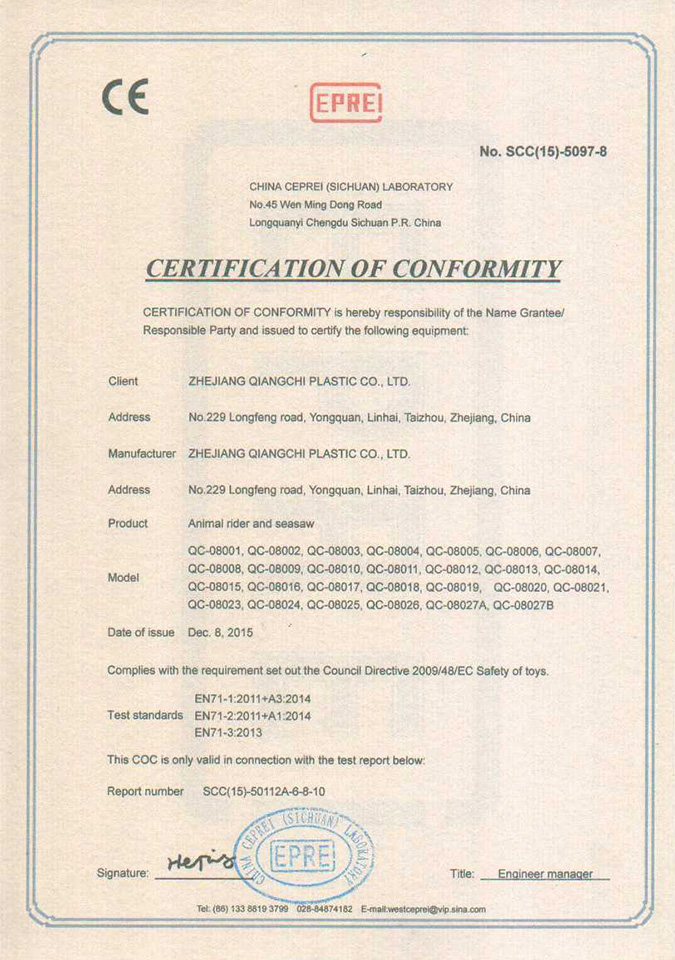 CE
EPREI
No. SCC(15)-5097-8
CHINA CEPREI (SICHUAN) LABORATORY
No.45 Wen Ming Dong Road
Longquanyi Chengdu Sichuan P.R. China
CERTIFICATION OF CONFORMITY
CERTIFICATION OF CONFORMITY is hereby responsibility of the Name Grantee/
Responsible Party and issued to certify the following equipment:
Client ZHEJIANG QIANGCHI PLASTIC CO., LTD.
Address No.229 Longfeng road, Yongquan, Linhai, Taizhou, Zhejiang, China
Manufacturer ZHEJIANG QIANGCHI PLASTIC CO., LTD.
Address No.229 Longfeng road, Yongquan, Linhai, Taizhou, Zhejiang, China
Product Animal rider and seasaw
QC-08001, QC-08002, QC-08003, QC-08004, QC-08005, QC-08006, QC-08007,
QC-08008, QC-08009, QC-08010, QC-08011, QC-08012, QC-08013, QC-08014,
Model
QC-08015, QC-08016, QC-08017, QC-08018, QC-08019, QC-08020, QC-08021,
QC-08023, QC-08024, QC-08025, QC-08026, QC-08027A, QC-08027B
Date of issue Dec. 8, 2015
Complies with the requirement set out the Council Directive 2009/48/EC Safety of toys.
EN71-1:2011+A3:2014
Test standards EN71-2:2011+A1:2014
EN71-3:2013
This COC is only valid in connection with the test report below:
Report number SCC(15)-50112A-6-8-10
CHINA CEPREI (SICHUAN) LABORATORY
EPREI
Signature:
Title: Engineer manager
Tel: (86) 133 8819 3799 028-84874182 E-mail:westceprei@vip.sina.com